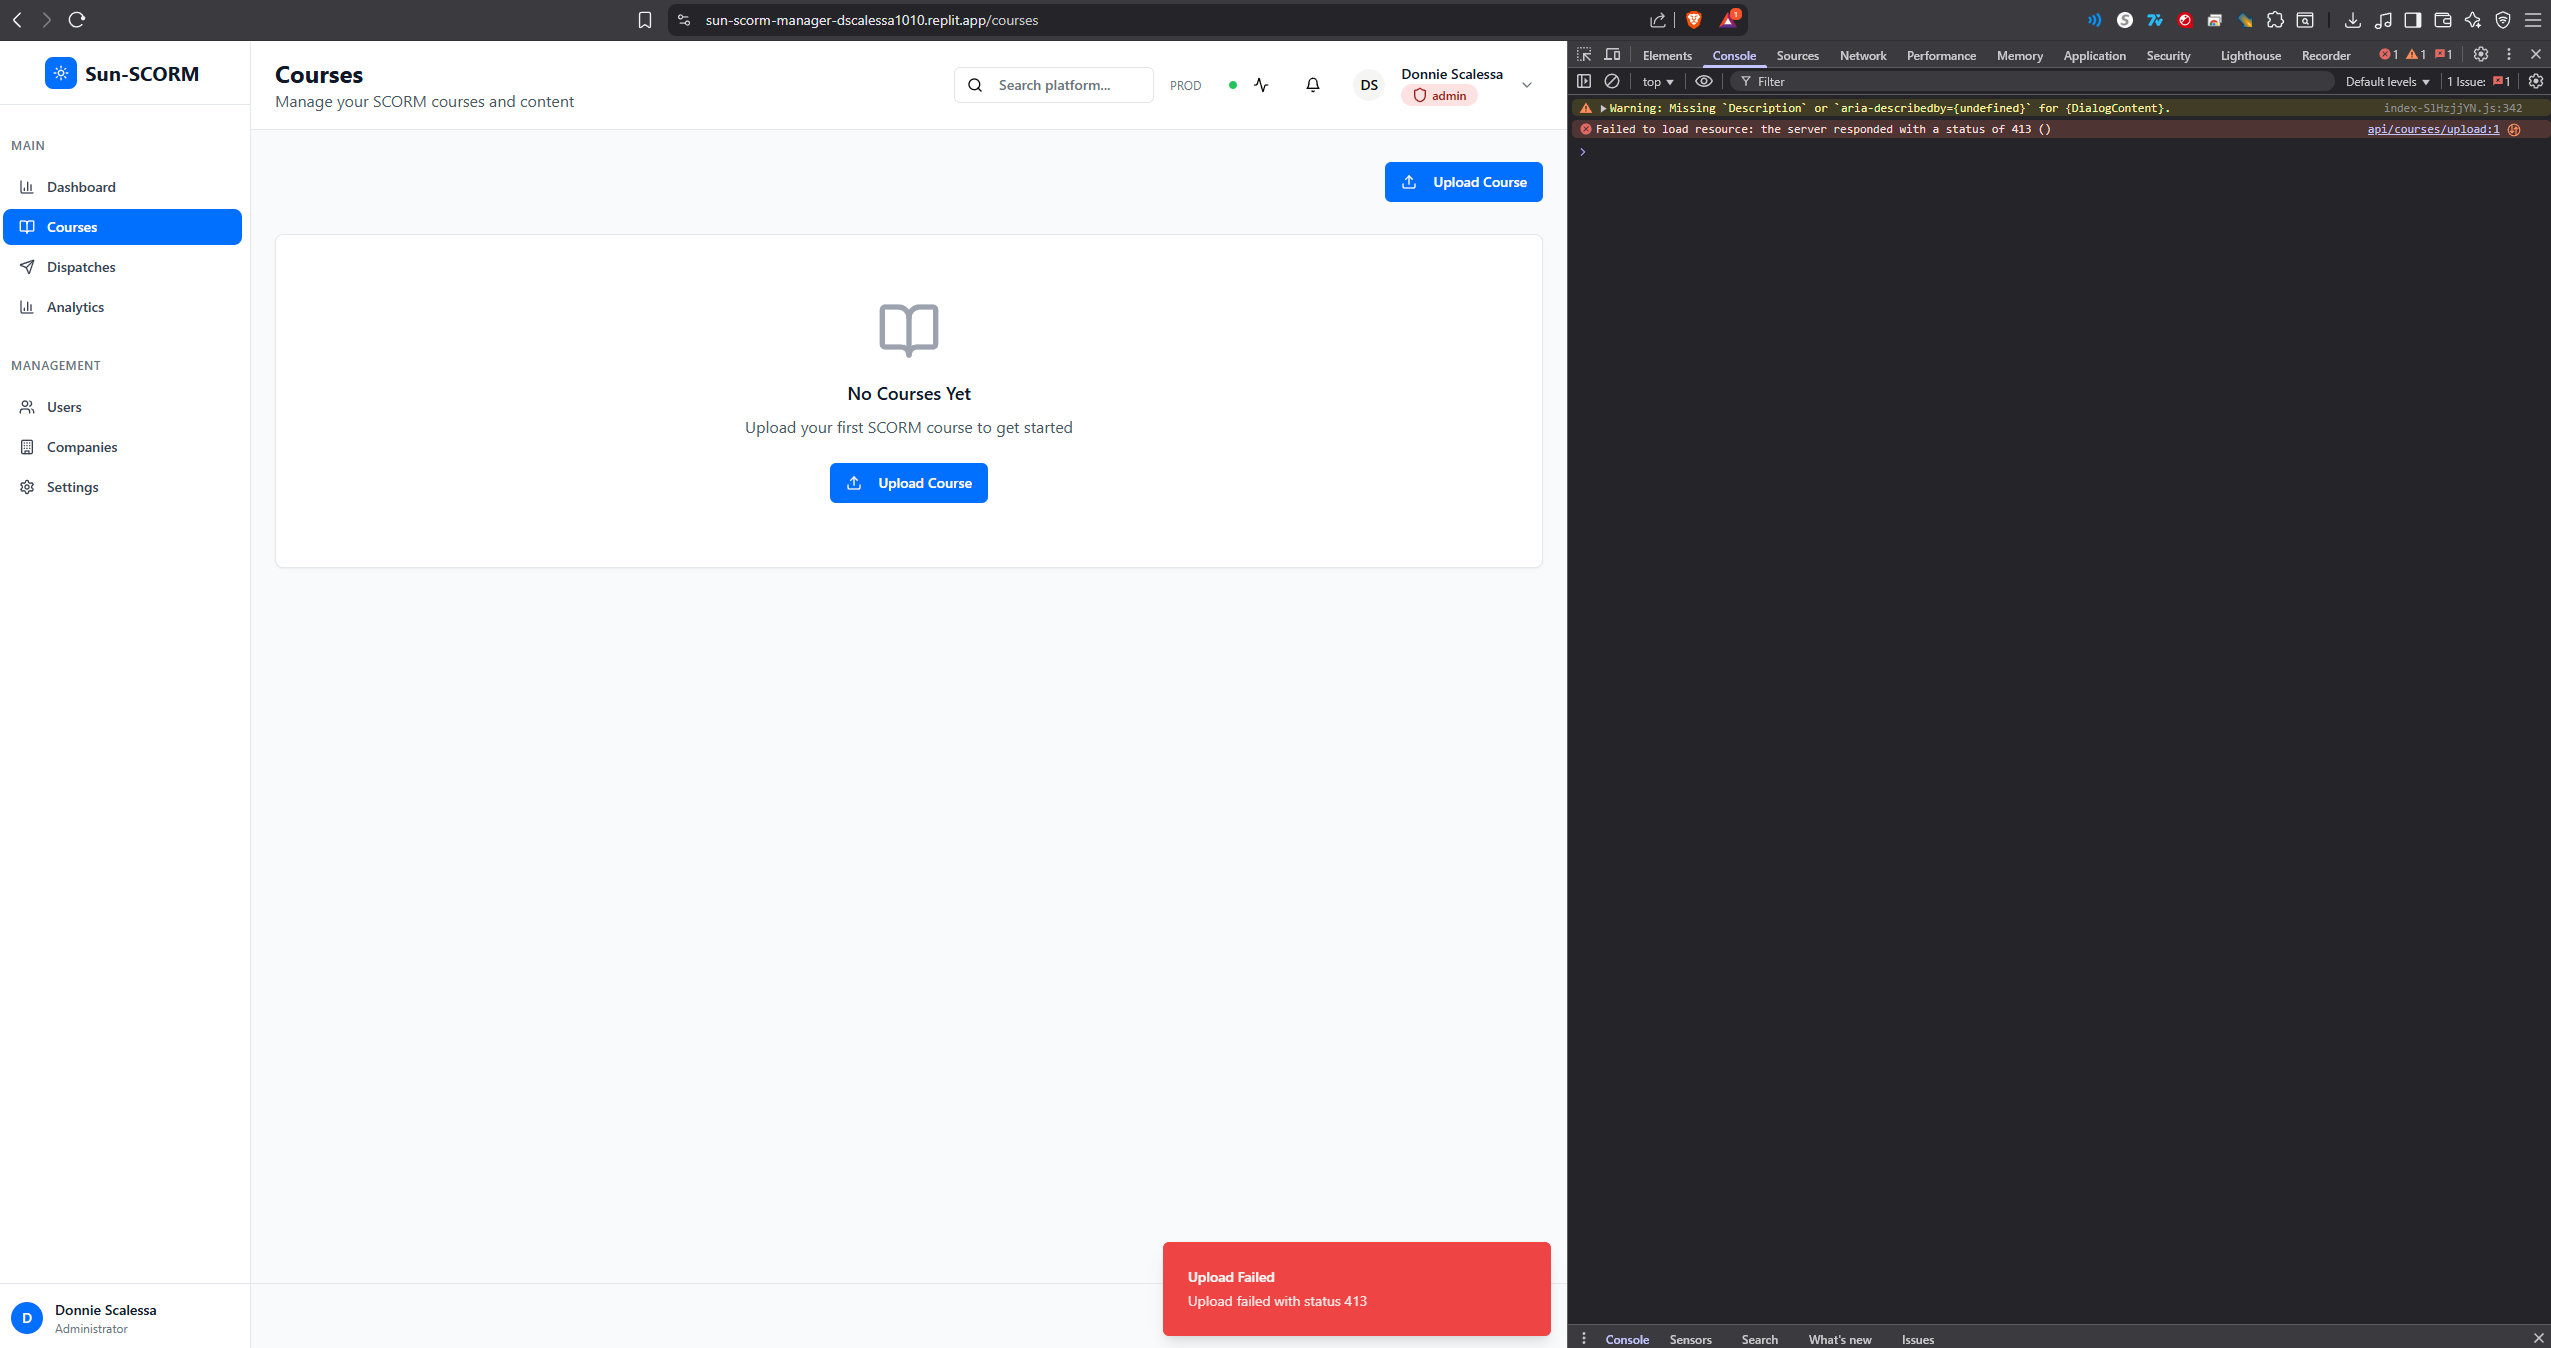 sun-scorm-manager-dscalessa1010.replit.app/courses
1
Sun-SCORM
MAIN
Dashboard
Courses
Dispatches
Analytics
MANAGEMENT
Users
Companies
Settings
D
Donnie Scalessa
Administrator
Courses
Manage your SCORM courses and content
Search platform...
PROD
DS
Donnie Scalessa
admin
Upload Course
No Courses Yet
Upload your first SCORM course to get started
Upload Course
Upload Failed
Upload failed with status 413
Elements Console Sources Network Performance Memory Application Security Lighthouse Recorder 1 1 1
top Filter Default levels 1 Issue: 1
Warning: Missing `Description` or `aria-describedby={undefined}` for {DialogContent}. index-S1HzjjYN.js:342
Failed to load resource: the server responded with a status of 413 () api/courses/upload:1
Console Sensors Search What's new Issues